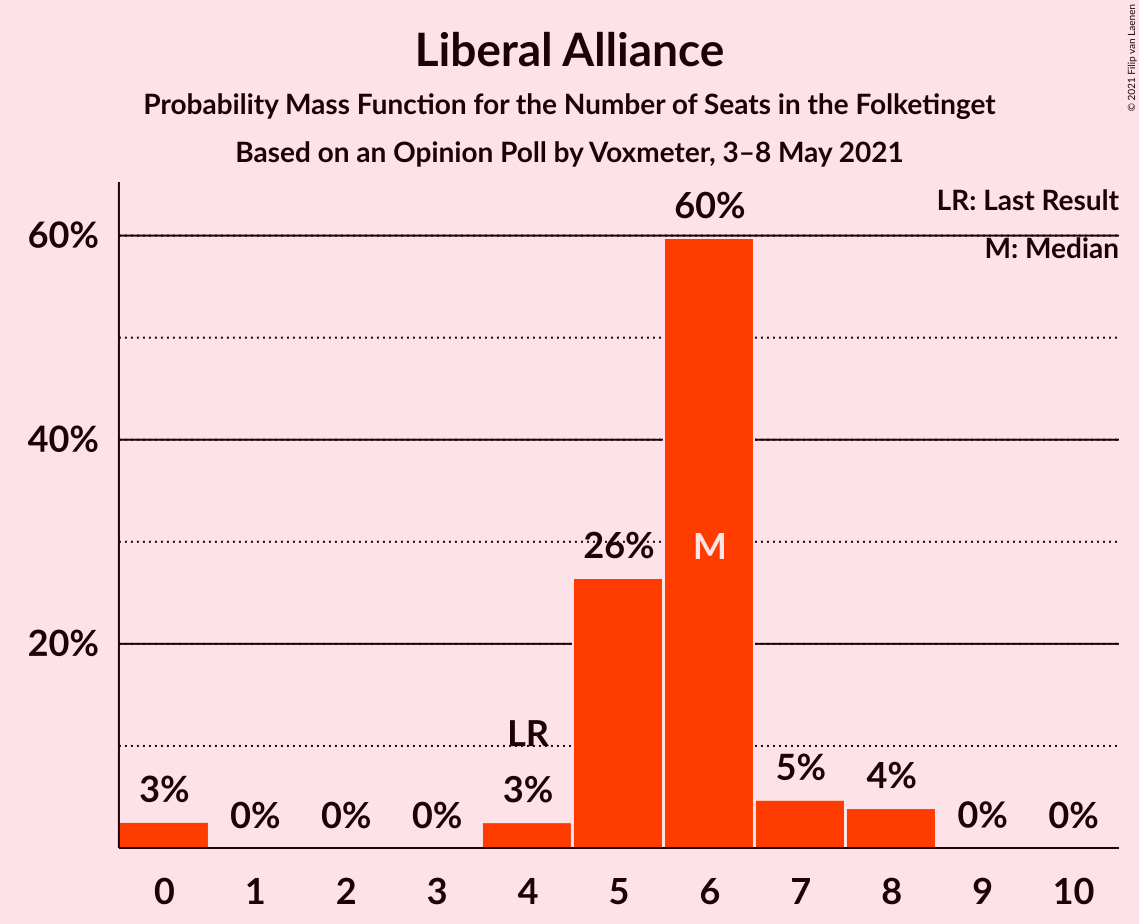 © 2021 Filip van Laenen
Liberal Alliance
Probability Mass Function for the Number of Seats in the Folketinget
Based on an Opinion Poll by Voxmeter, 3–8 May 2021
LR: Last Result
M: Median
60%
40%
20%
3%
0%
0%
0%
LR
3%
26%
60%
M
5%
4%
0%
0%
0 1 2 3 4 5 6 7 8 9 10